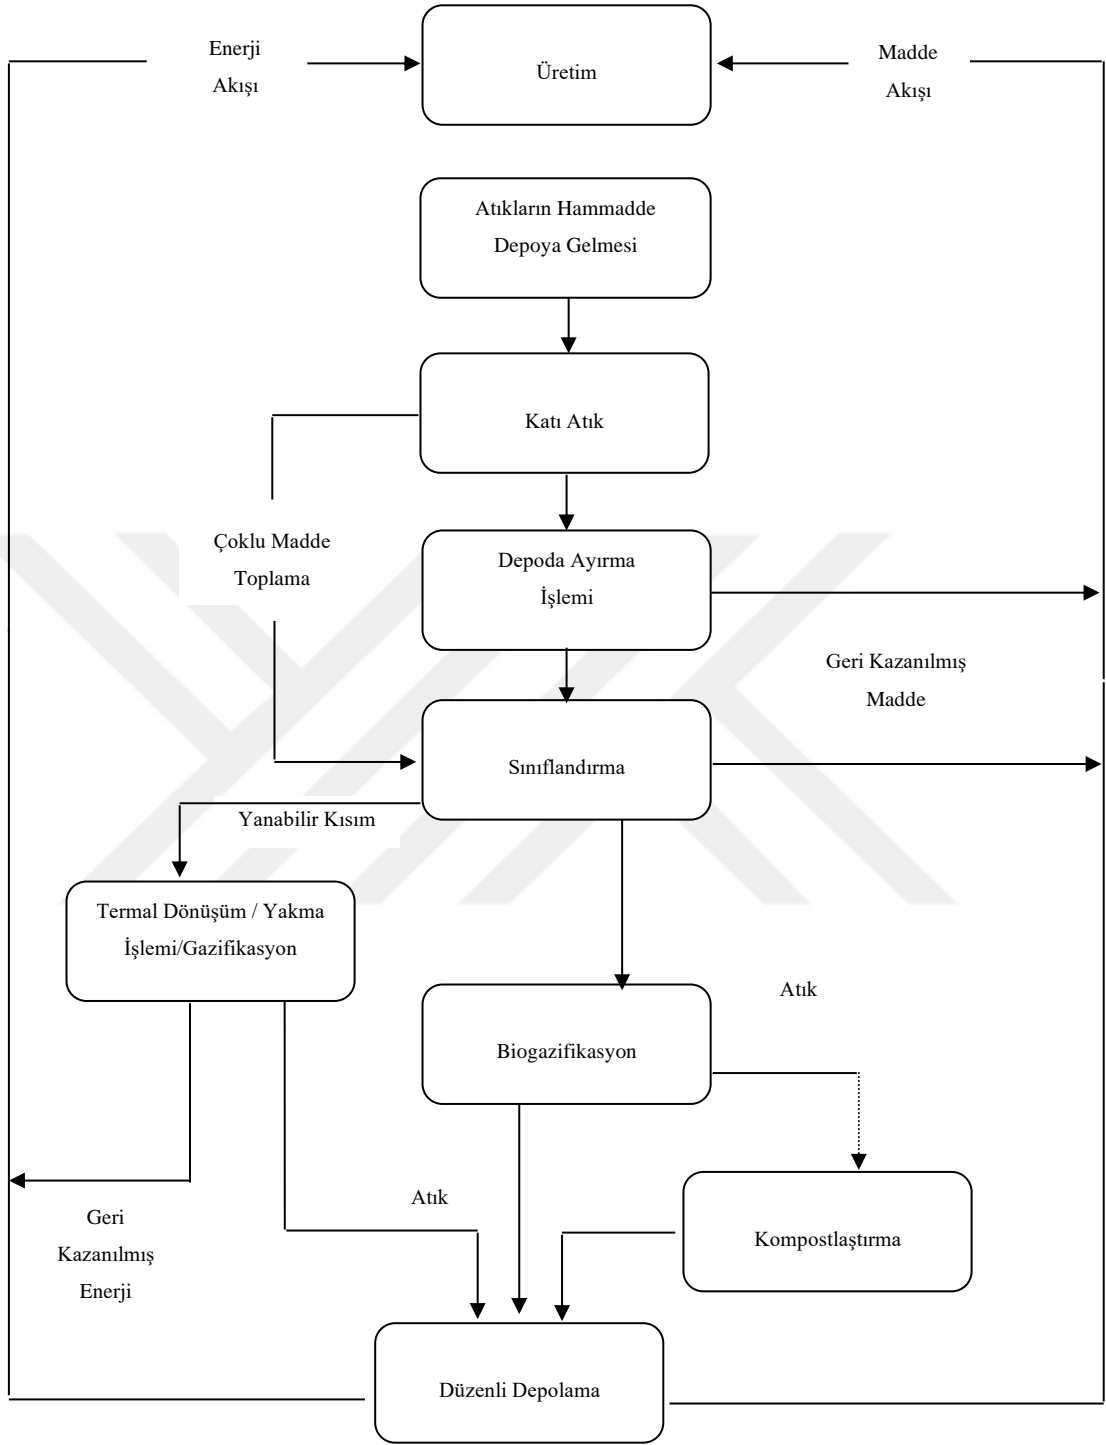 Enerji
Akışı
Üretim
Madde
Akışı
Atıkların Hammadde
Depoya Gelmesi
Katı Atık
Çoklu Madde
Toplama
Depoda Ayırma
İşlemi
Geri Kazanılmış
Madde
Sınıflandırma
Yanabilir Kısım
Termal Dönüşüm / Yakma
İşlemi/Gazifikasyon
Atık
Biogazifikasyon
Atık
Geri
Kazanılmış
Enerji
Kompostlaştırma
Düzenli Depolama